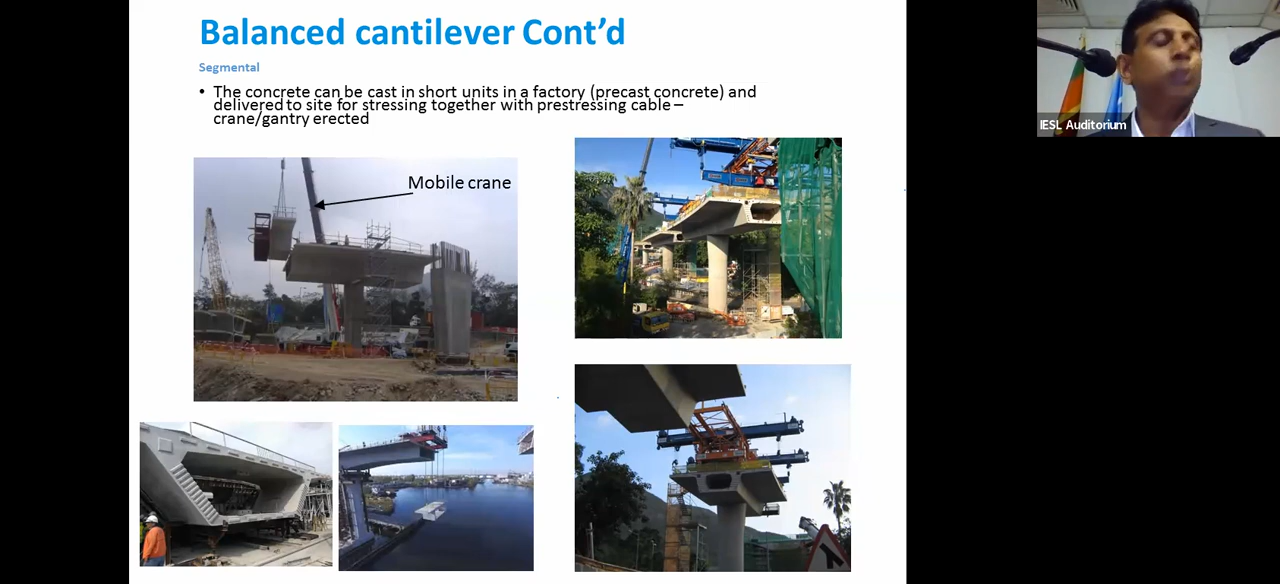 Balanced cantilever Cont’d
Segmental
• The concrete can be cast in short units in a factory (precast concrete) and
delivered to site for stressing together with prestressing cable –
crane/gantry erected
Mobile crane
IESL Auditorium